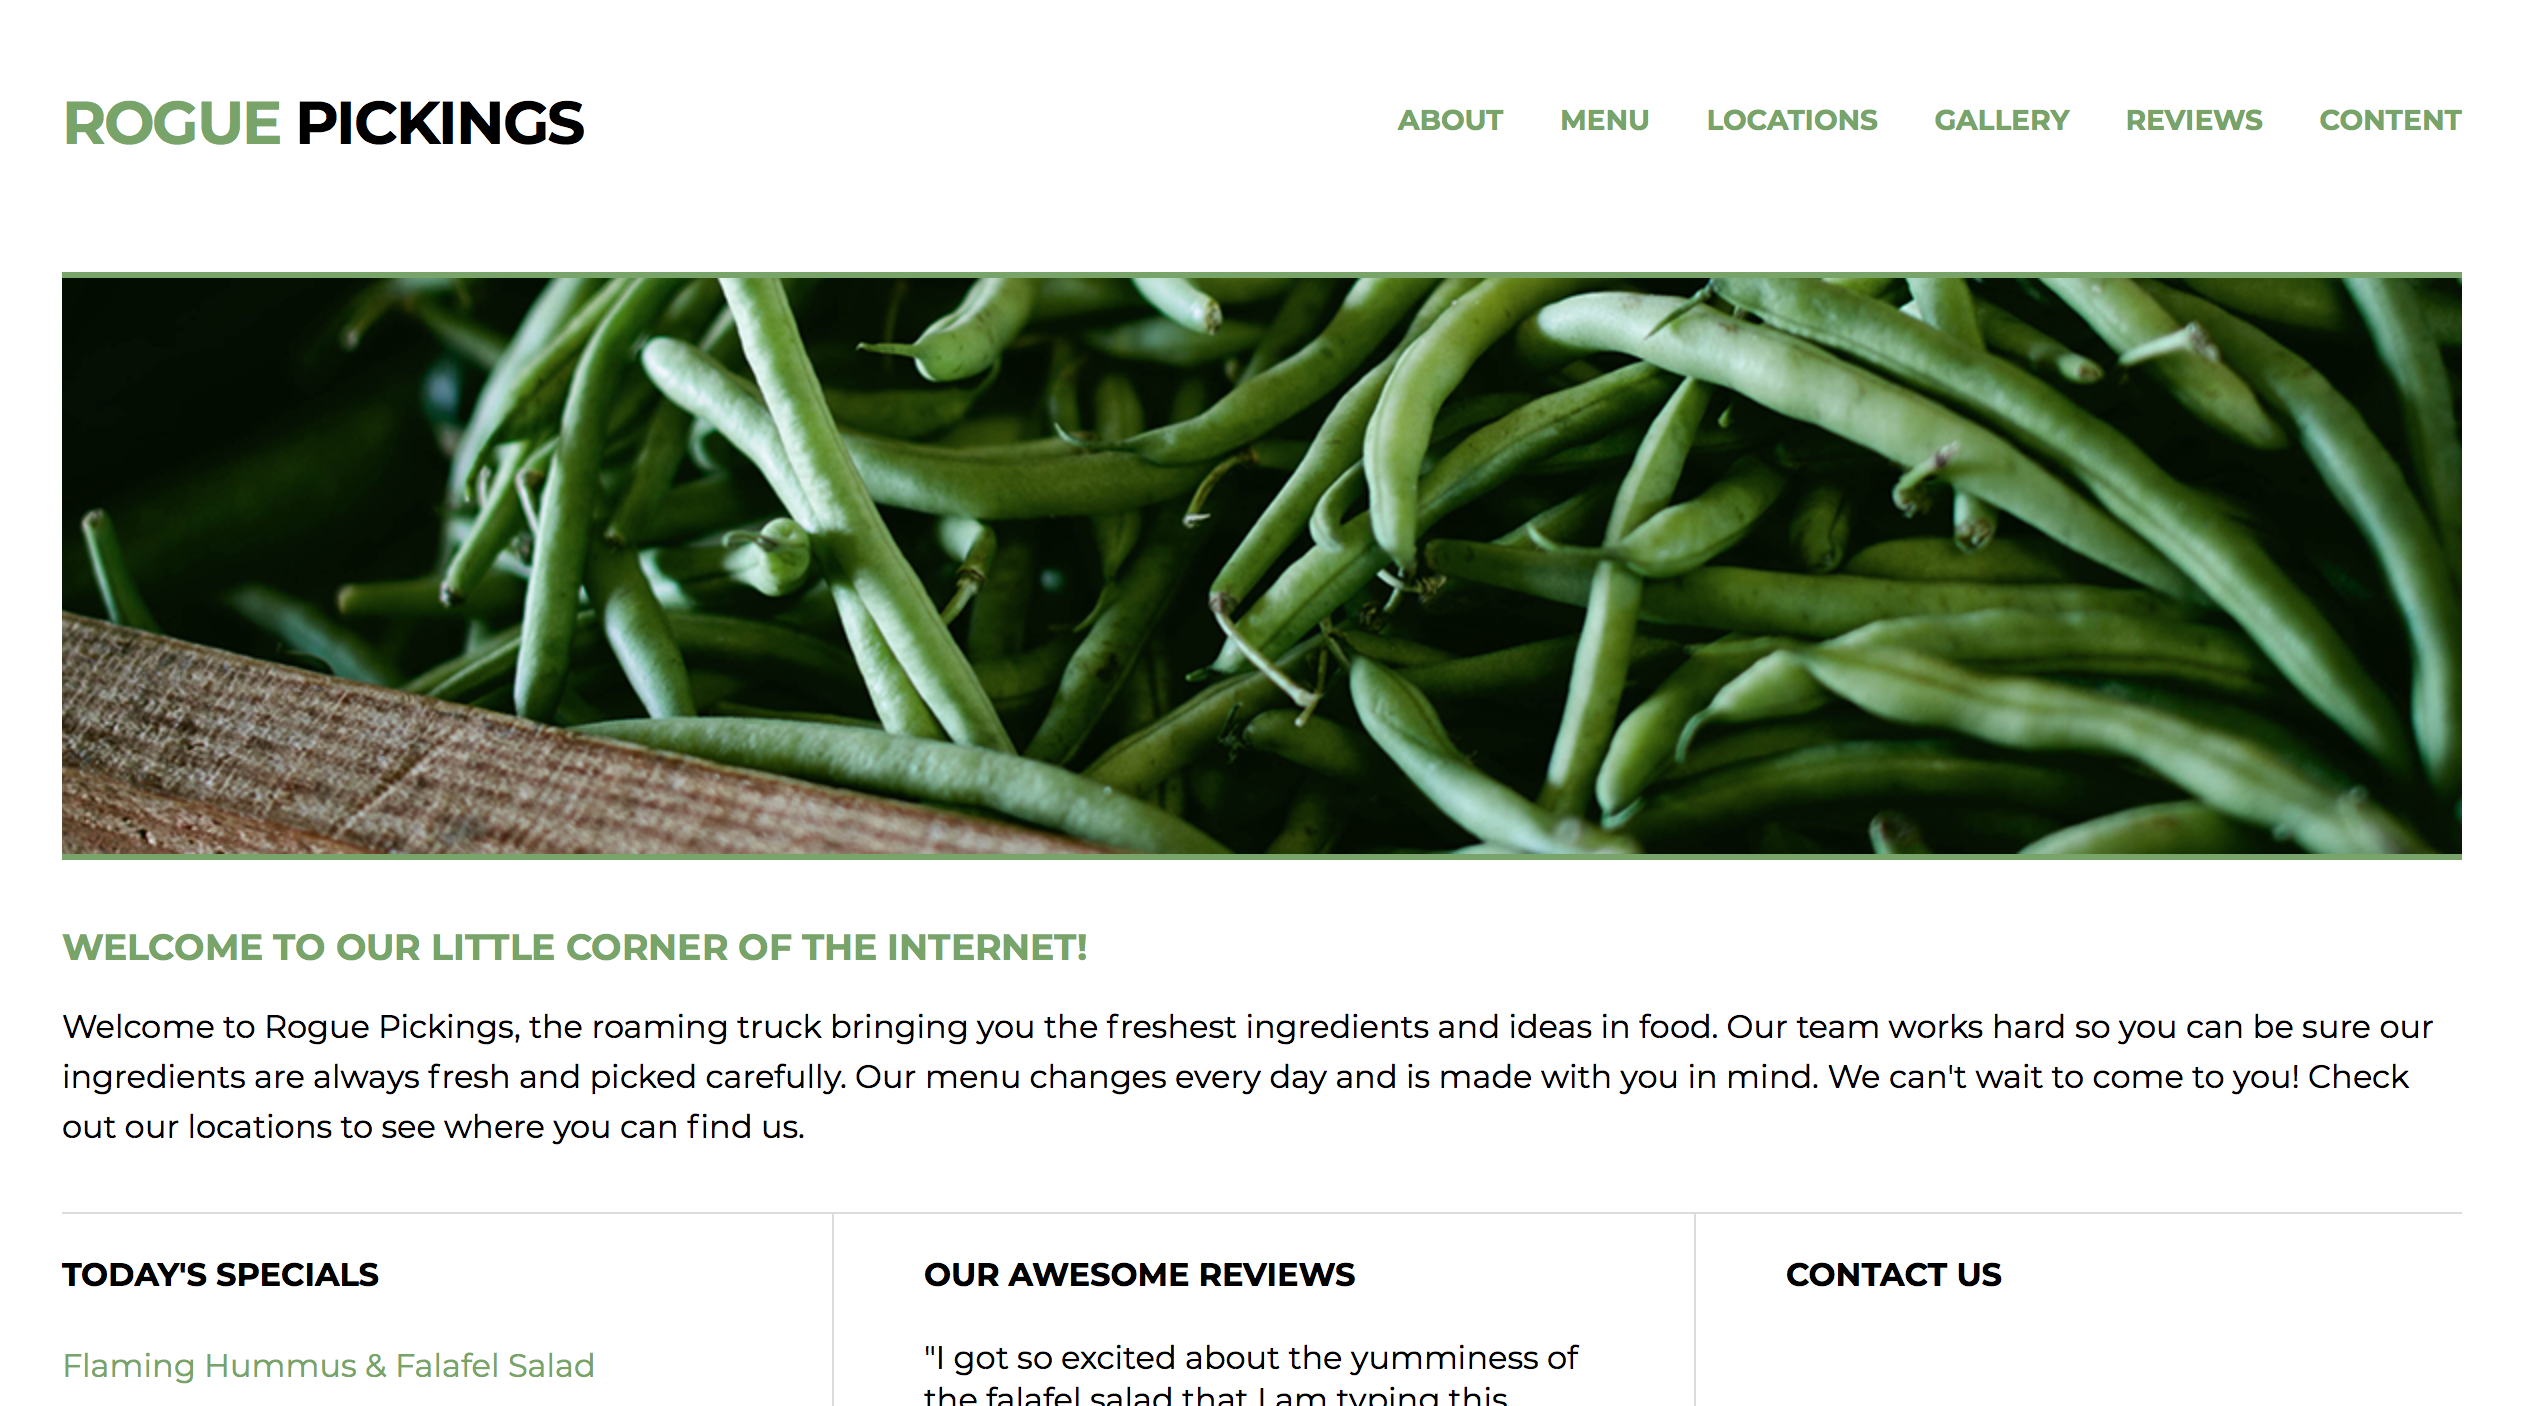 ROGUE PICKINGS
ABOUT MENU LOCATIONS GALLERY REVIEWS CONTENT
WELCOME TO OUR LITTLE CORNER OF THE INTERNET!
Welcome to Rogue Pickings, the roaming truck bringing you the freshest ingredients and ideas in food. Our team works hard so you can be sure our
ingredients are always fresh and picked carefully. Our menu changes every day and is made with you in mind. We can't wait to come to you! Check
out our locations to see where you can find us.
TODAY'S SPECIALS
Flaming Hummus & Falafel Salad
OUR AWESOME REVIEWS
"I got so excited about the yumminess of
the falafel salad that I am typing this
CONTACT US